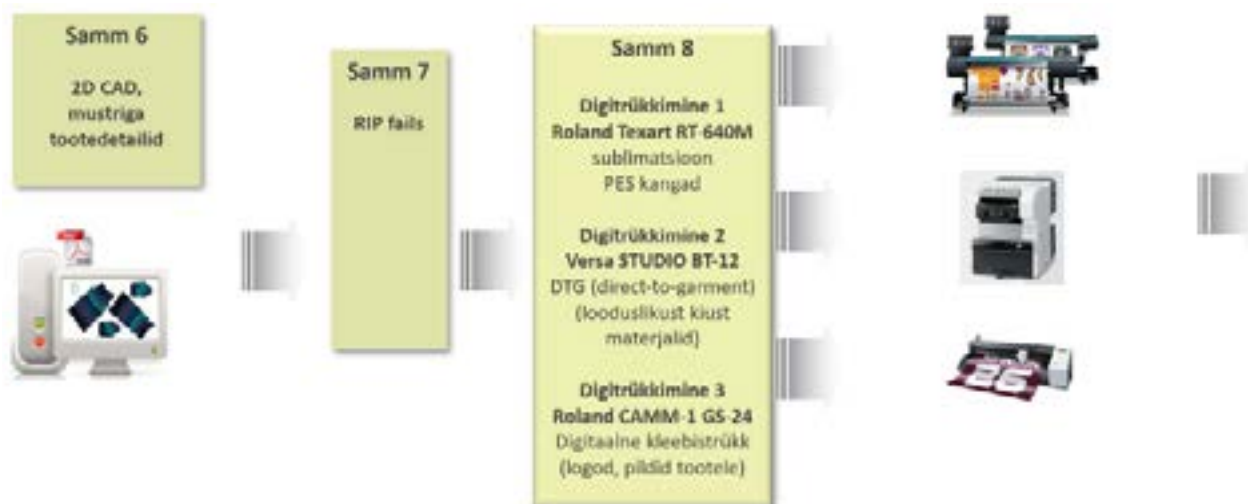 Samm 6
2D CAD,
mustriga
tootedetailid
Samm 7
RIP fails
Samm 8
Digitrükkimine 1
Roland Texart RT-640M
sublimatsioon
PES kangad
Digitrükkimine 2
Versa STUDIO BT-12
DTG (direct-to-garment)
(looduslikust kiust
materjalid)
Digitrükkimine 3
Roland CAMM-1 GS-24
Digitaalne kleebistrükk
(logod, pildid tootele)